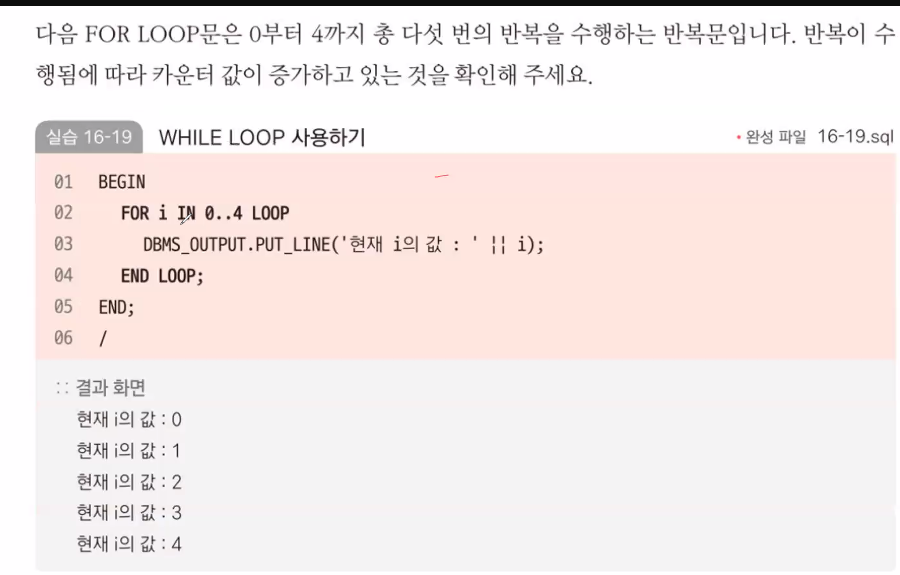 다음 FOR LOOP문은 0부터 4까지 총 다섯 번의 반복을 수행하는 반복문입니다. 반복이 수
행됨에 따라 카운터 값이 증가하고 있는 것을 확인해 주세요.
실습 16-19 WHILE LOOP 사용하기 • 완성 파일 16-19.sql
01 BEGIN
02 FOR i IN 0..4 LOOP
03 DBMS_OUTPUT.PUT_LINE('현재 i의 값 : ' || i);
04 END LOOP;
05 END;
06 /
:: 결과 화면
현재 i의 값 : 0
현재 i의 값 : 1
현재 i의 값 : 2
현재 i의 값 : 3
현재 i의 값 : 4